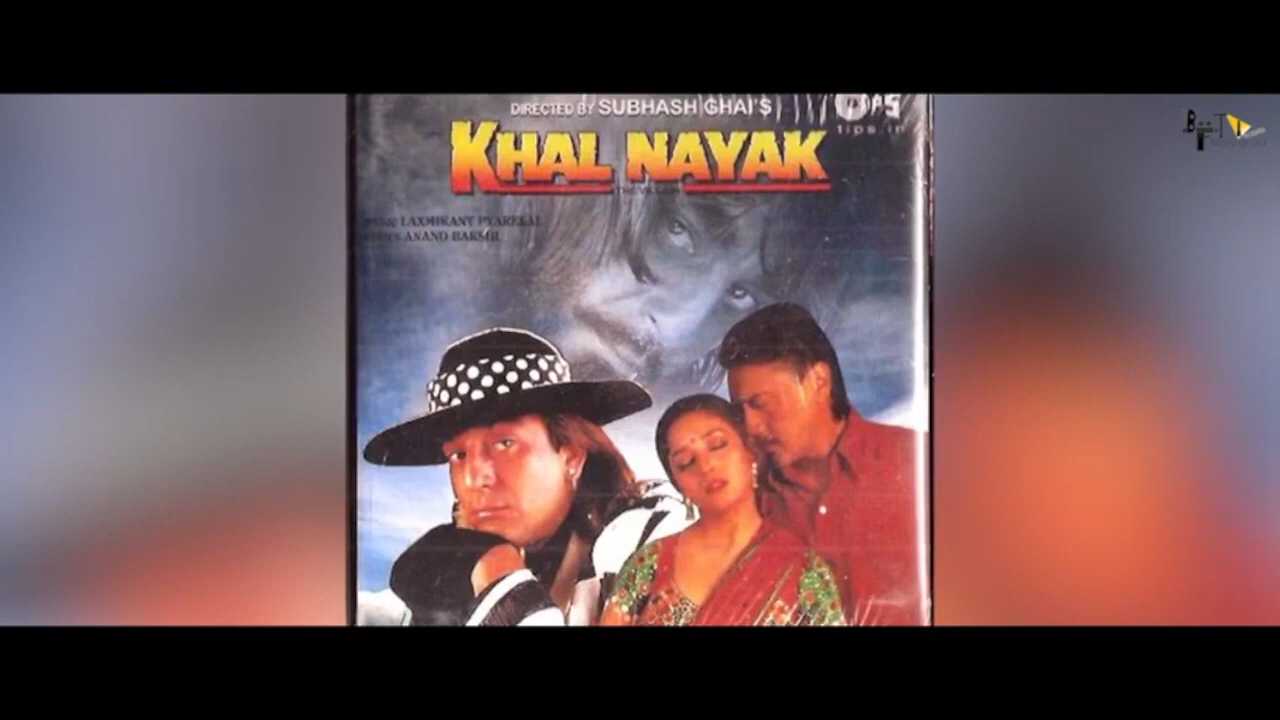 DIRECTED BY SUBHASH GHAI'S
tips.in
KHAL NAYAK
LAXMIKANT PYARELAL
ANAND BAKSHI